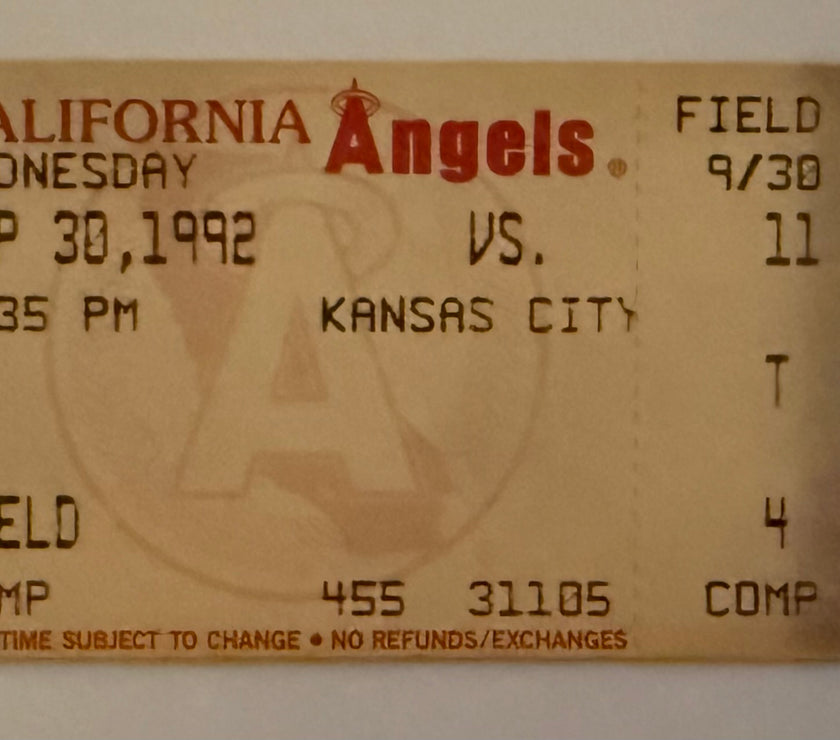 ALIFORNIA Angels. FIELD
DNESDAY 9/30
P 30,1992 VS. 11
35 PM KANSAS CITY
T
ELD 4
MP 455 31105 COMP
TIME SUBJECT TO CHANGE • NO REFUNDS/EXCHANGES